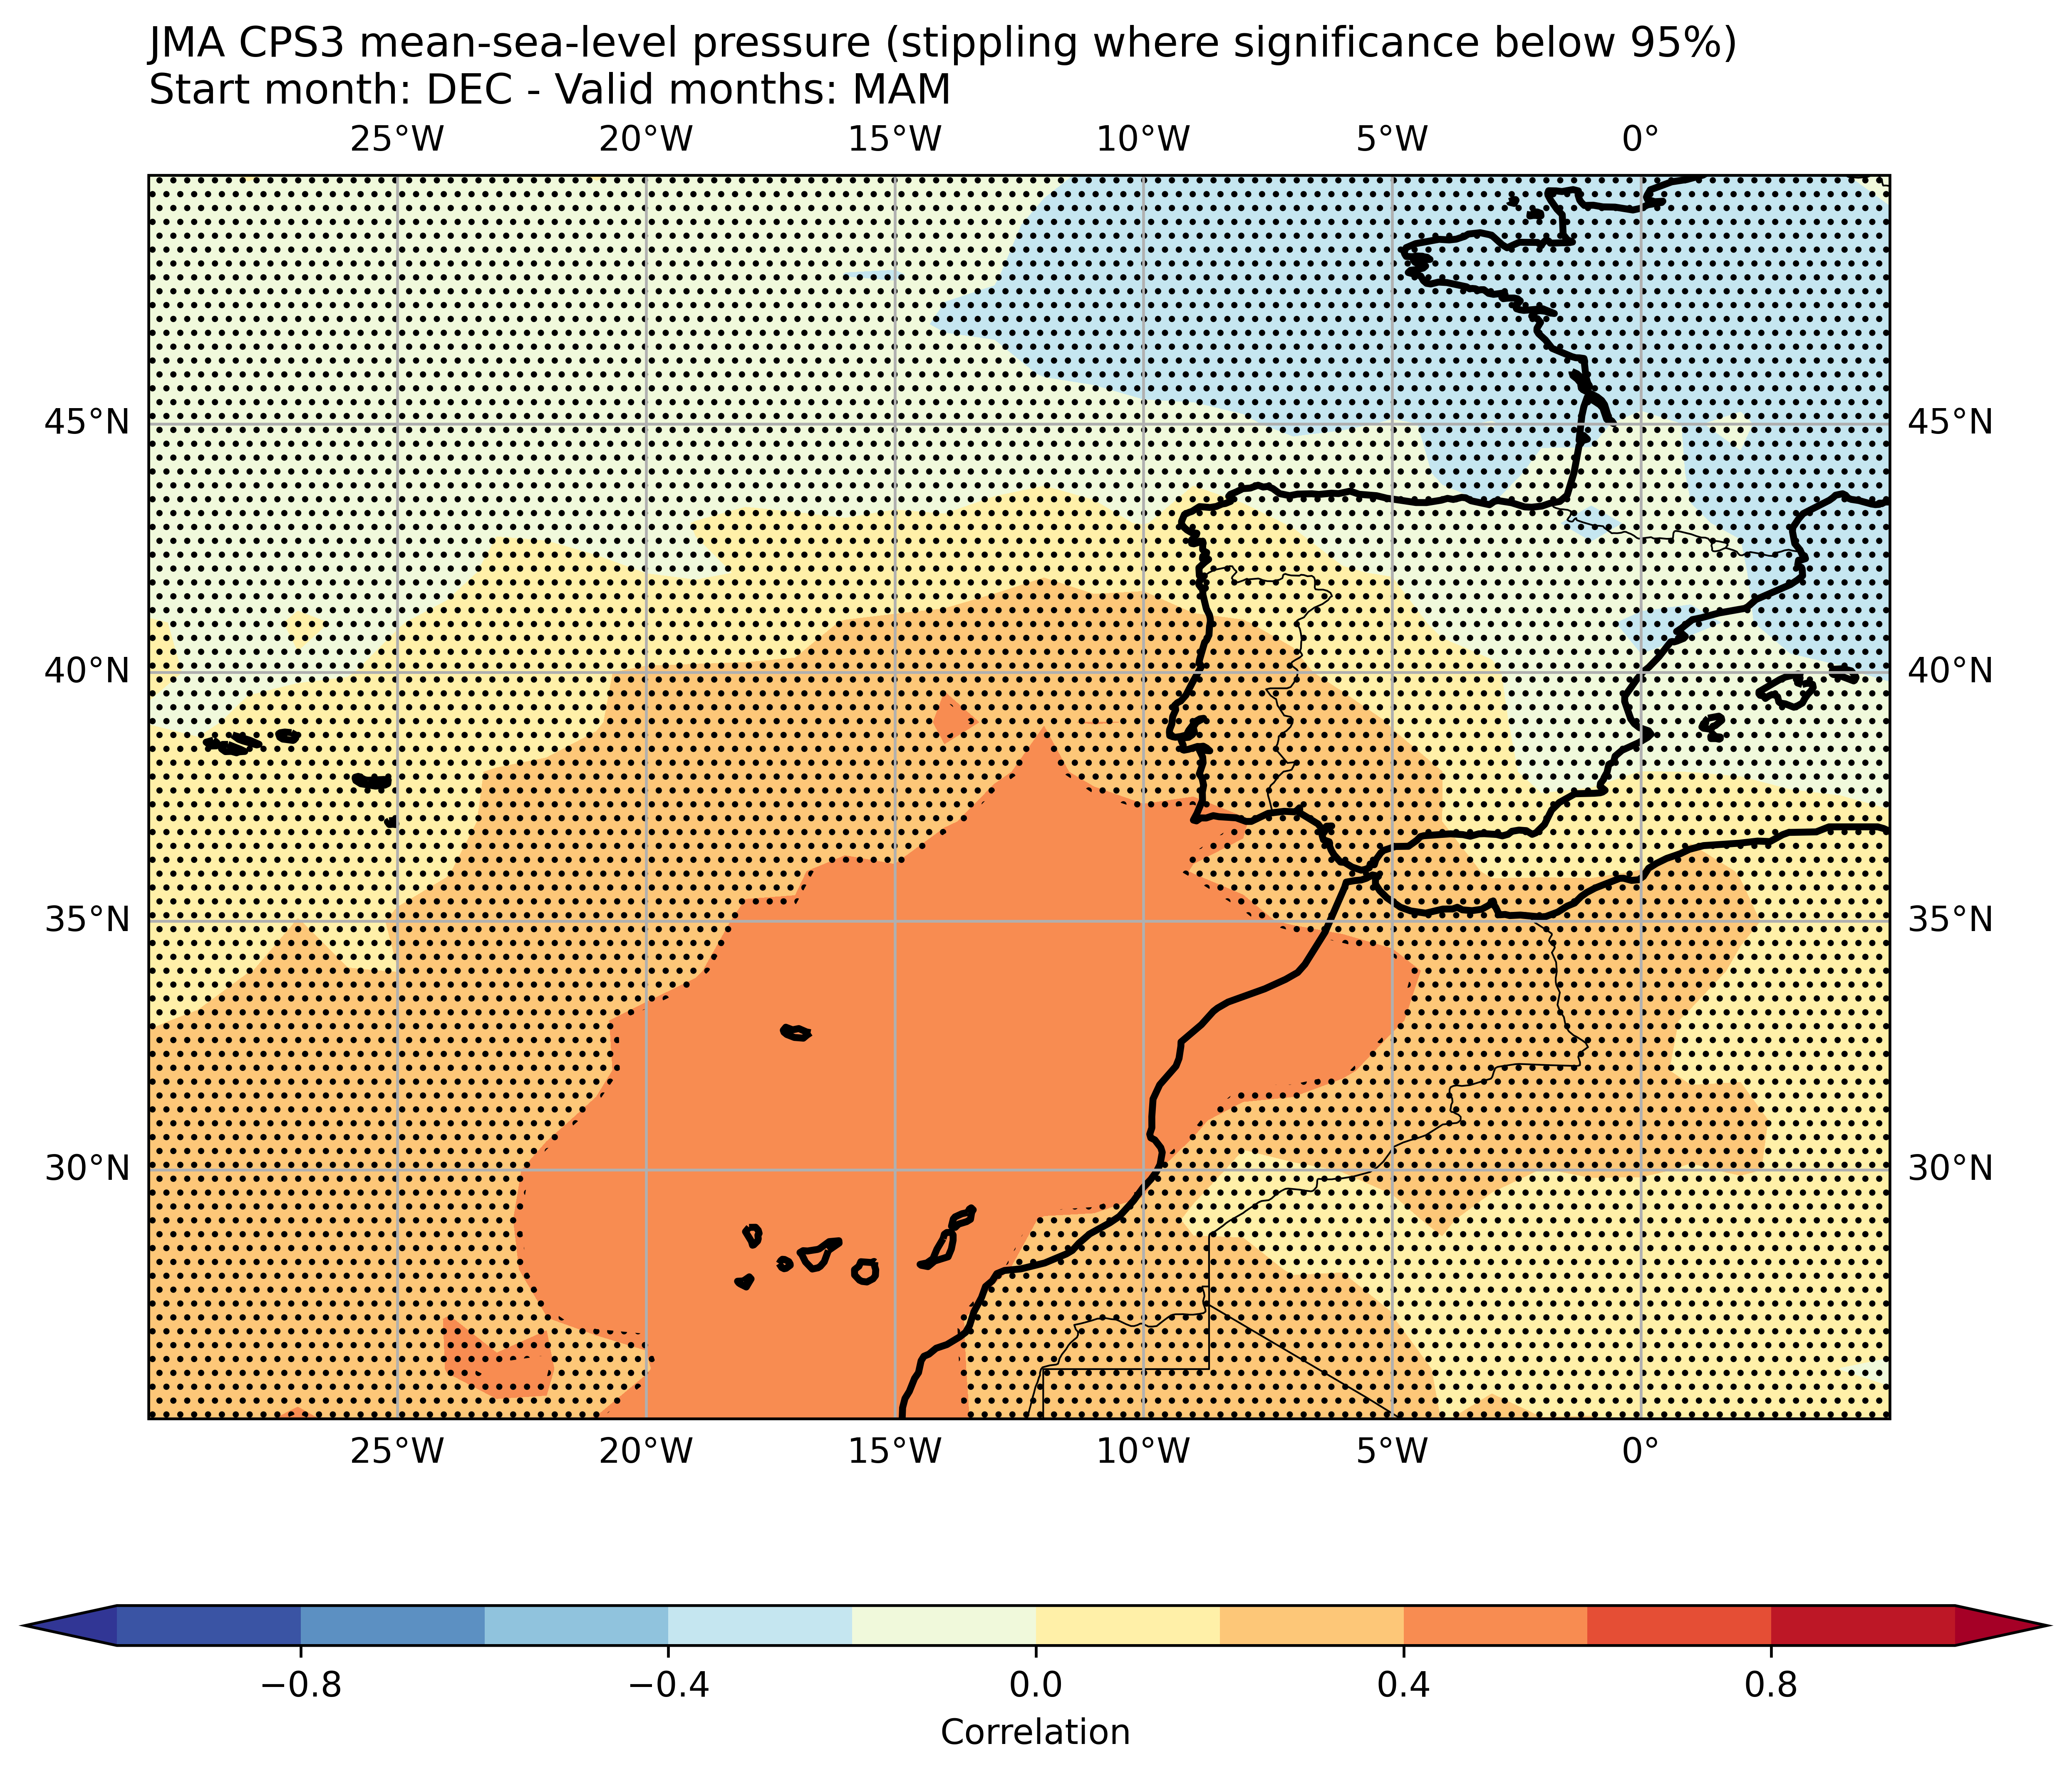 JMA CPS3 mean-sea-level pressure (stippling where significance below 95%)
Start month: DEC - Valid months: MAM
25°W 20°W 15°W 10°W 5°W 0°
45°N 45°N
40°N 40°N
35°N 35°N
30°N 30°N
25°W 20°W 15°W 10°W 5°W 0°
−0.8 −0.4 0.0 0.4 0.8
Correlation